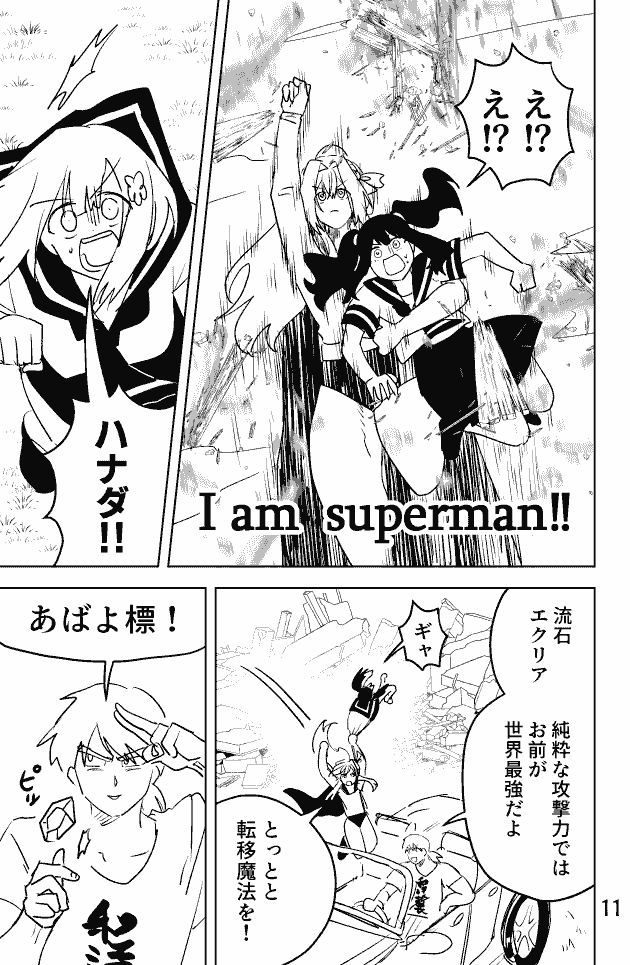 え!?
え!?
I am superman!!
ハナダ!!
流石
エクリア
純粋な攻撃力では
お前が
世界最強だよ
ギャ
とっとと
転移魔法を!
あばよ標!
ピッ
11